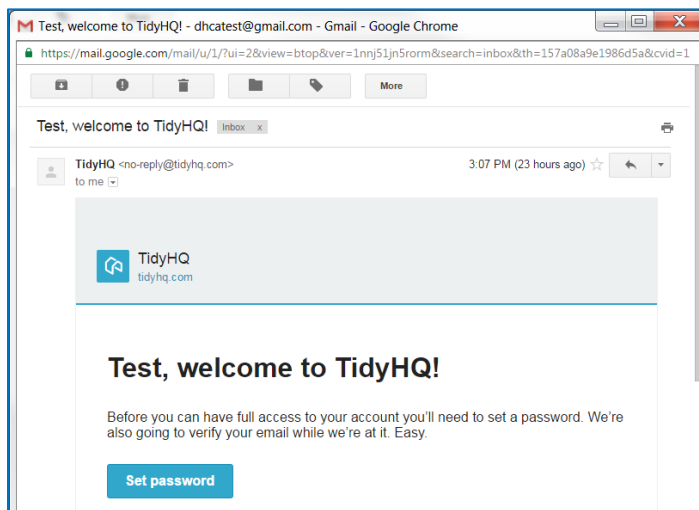 Test, welcome to TidyHQ! - dhcatest@gmail.com - Gmail - Google Chrome
https://mail.google.com/mail/u/1/?ui=2&view=btop&ver=1nnj51jn5rorm&search=inbox&th=157a08a9e1986d5a&cvid=1
More
Test, welcome to TidyHQ! Inbox x
TidyHQ <no-reply@tidyhq.com> 3:07 PM (23 hours ago)
to me
TidyHQ
tidyhq.com
Test, welcome to TidyHQ!
Before you can have full access to your account you'll need to set a password. We're
also going to verify your email while we're at it. Easy.
Set password